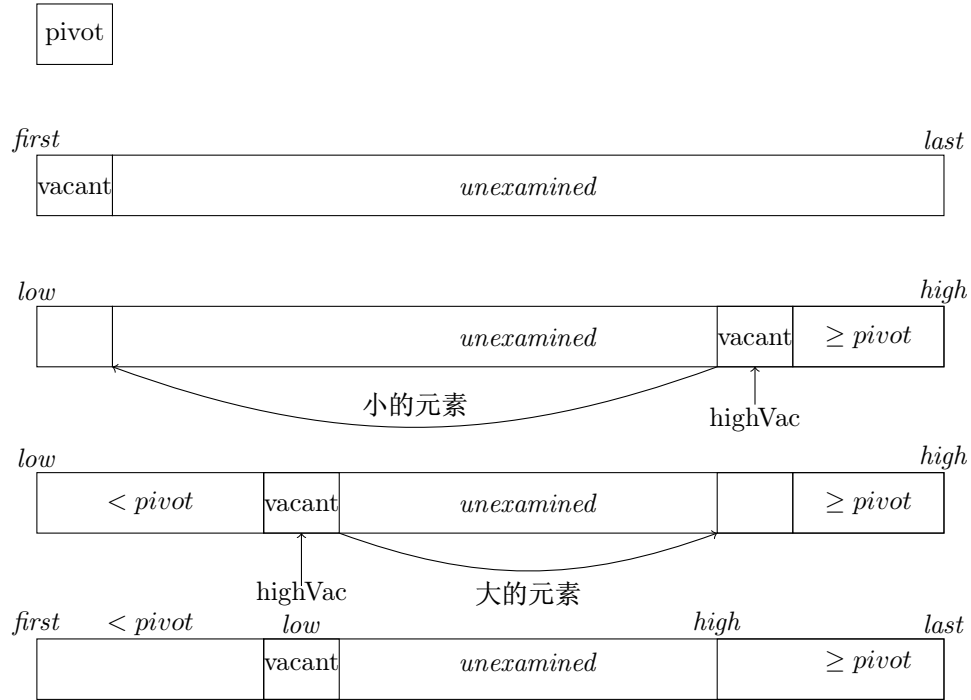 pivot
first last
vacant unexamined
low high
unexamined vacant ≥ pivot
小的元素
highVac
low high
< pivot vacant unexamined ≥ pivot
highVac 大的元素
first < pivot low high last
vacant unexamined ≥ pivot